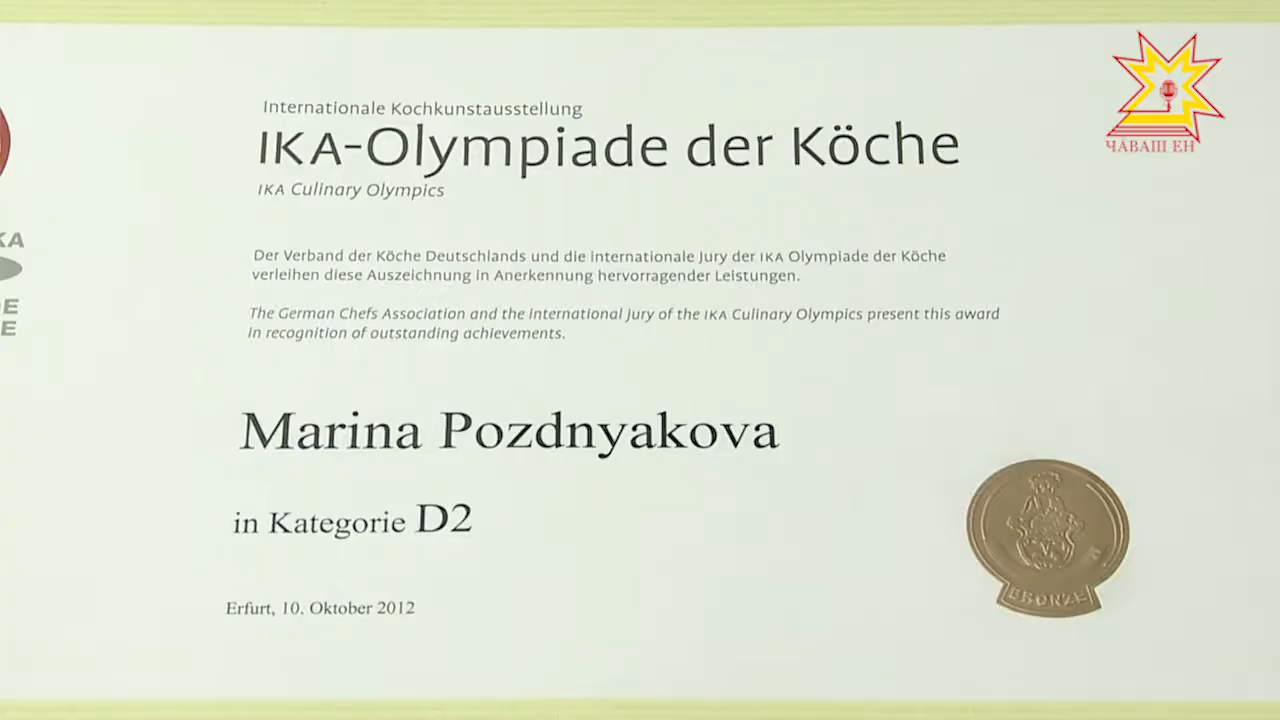 Internationale Kochkunstausstellung
IKA-Olympiade der Köche
IKA Culinary Olympics
ЧӐВАШ ЕН
KA
E
E
Der Verband der Köche Deutschlands und die internationale Jury der IKA Olympiade der Köche
verleihen diese Auszeichnung in Anerkennung hervorragender Leistungen.
The German Chefs Association and the international Jury of the IKA Culinary Olympics present this award
in recognition of outstanding achievements.
Marina Pozdnyakova
in Kategorie D2
BRONZE
Erfurt, 10. Oktober 2012